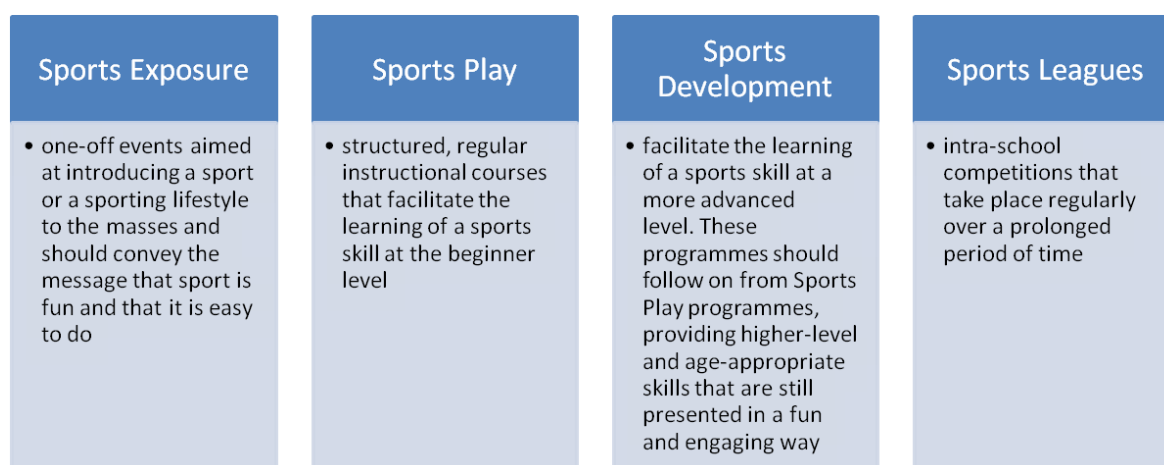 Sports Exposure
• one-off events aimed
at introducing a sport
or a sporting lifestyle
to the masses and
should convey the
message that sport is
fun and that it is easy
to do
Sports Play
• structured, regular
instructional courses
that facilitate the
learning of a sports
skill at the beginner
level
Sports
Development
• facilitate the learning
of a sports skill at a
more advanced
level. These
programmes should
follow on from Sports
Play programmes,
providing higher-level
and age-appropriate
skills that are still
presented in a fun
and engaging way
Sports Leagues
• intra-school
competitions that
take place regularly
over a prolonged
period of time